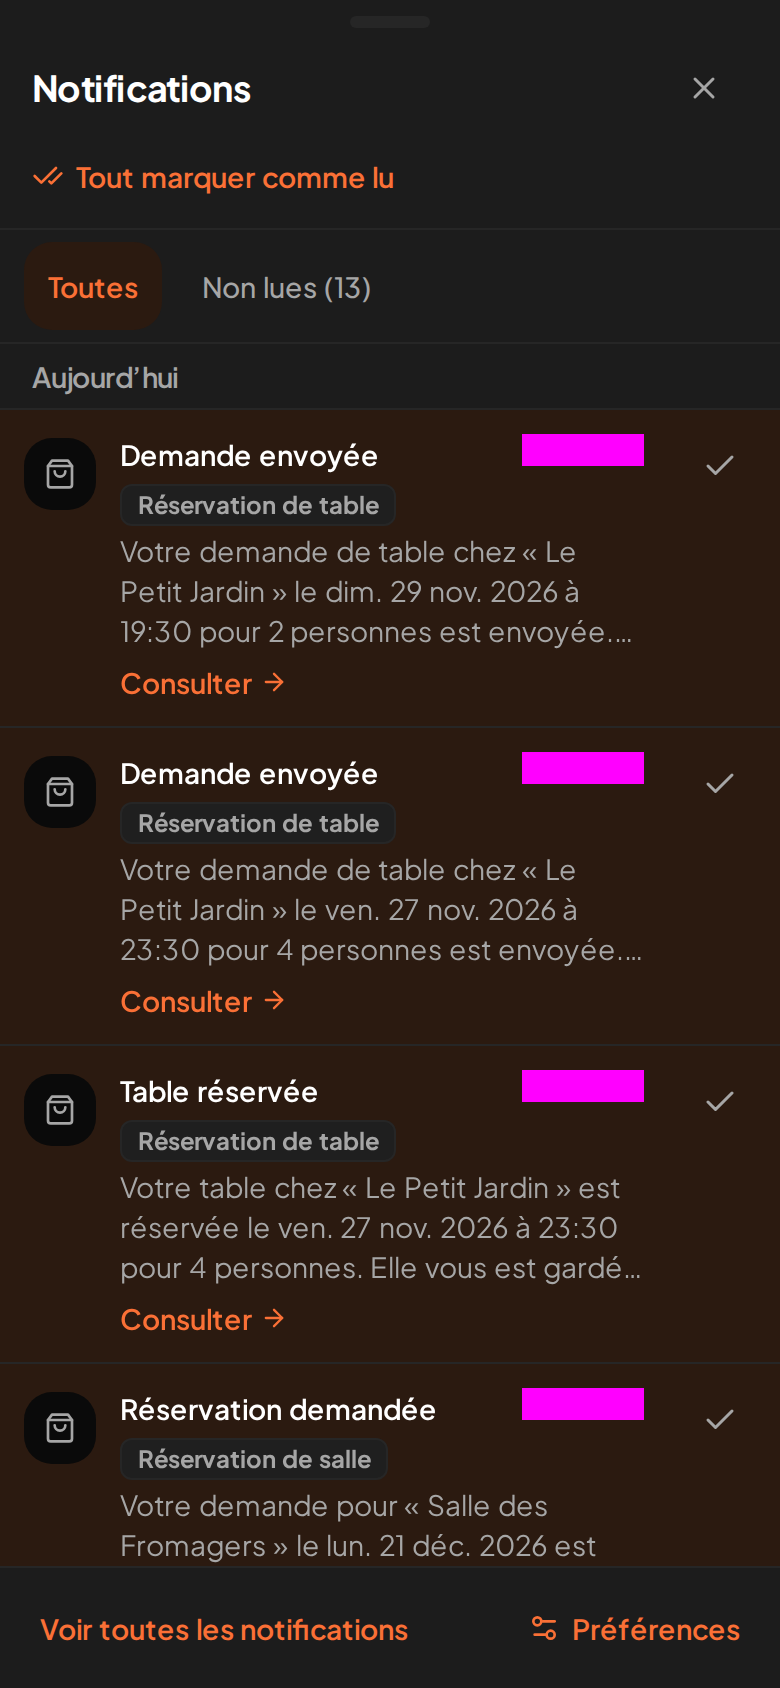 Notifications
Tout marquer comme lu
Toutes
Non lues (13)
Aujourd’hui
Demande envoyée
Réservation de table
Votre demande de table chez « Le
Petit Jardin » le dim. 29 nov. 2026 à
19:30 pour 2 personnes est envoyée.…
Consulter
Demande envoyée
Réservation de table
Votre demande de table chez « Le
Petit Jardin » le ven. 27 nov. 2026 à
23:30 pour 4 personnes est envoyée.…
Consulter
Table réservée
Réservation de table
Votre table chez « Le Petit Jardin » est
réservée le ven. 27 nov. 2026 à 23:30
pour 4 personnes. Elle vous est gardé…
Consulter
Réservation demandée
Réservation de salle
Votre demande pour « Salle des
Fromagers » le lun. 21 déc. 2026 est
Voir toutes les notifications
Préférences